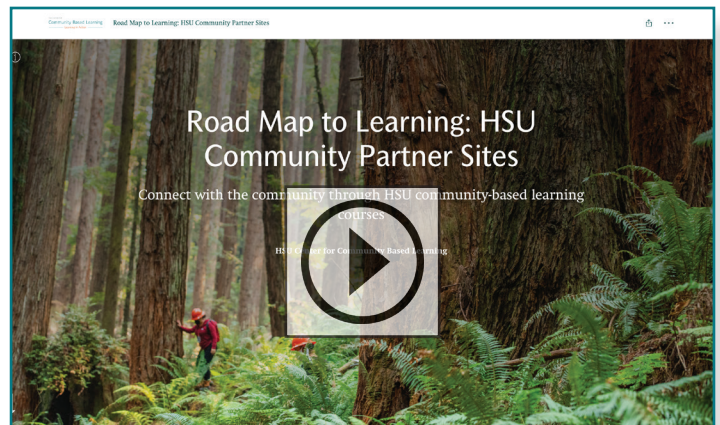 Community Based Learning
Road Map to Learning: HSU Community Partner Sites
Road Map to Learning: HSU
Community Partner Sites
Connect with the community through HSU community-based learning
courses
HSU Center for Community Based Learning